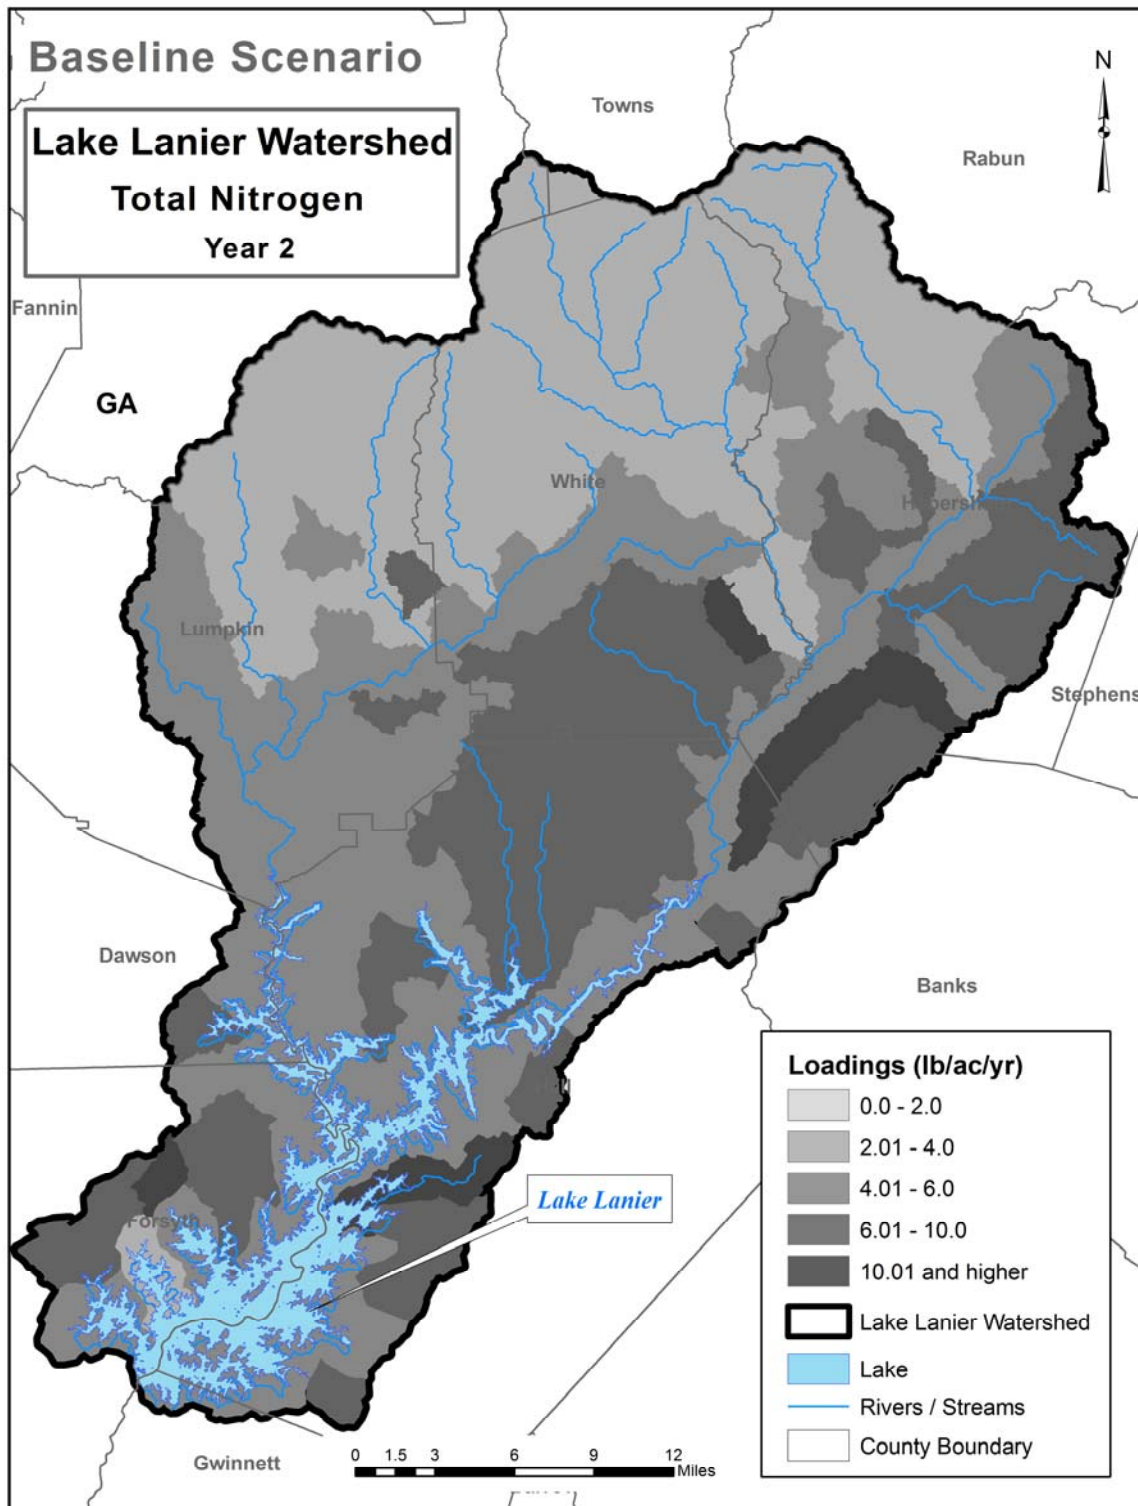 Baseline Scenario
Lake Lanier Watershed
Total Nitrogen
Year 2
N
Towns
Rabun
Fannin
GA
White
Lumpkin
Stephens
Dawson
Banks
Forsyth
Lake Lanier
Gwinnett
Loadings (lb/ac/yr)
0.0 - 2.0
2.01 - 4.0
4.01 - 6.0
6.01 - 10.0
10.01 and higher
Lake Lanier Watershed
Lake
Rivers / Streams
County Boundary
0 1.5 3 6 9 12
Miles